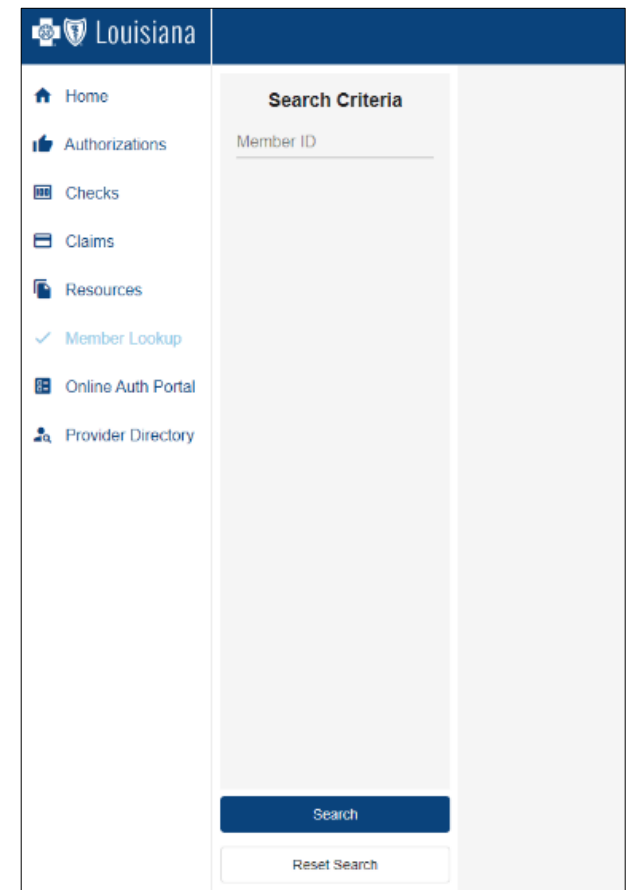 Louisiana
Home
Authorizations
Checks
Claims
Resources
Member Lookup
Online Auth Portal
Provider Directory
Search Criteria
Member ID
Search
Reset Search